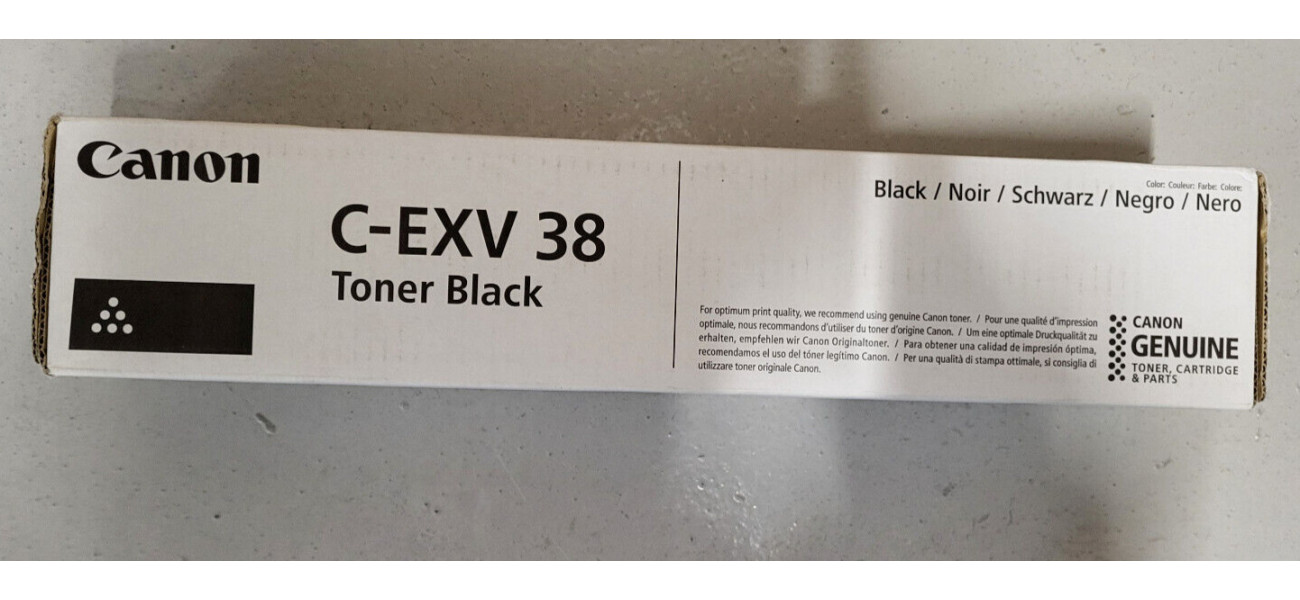 Canon
C-EXV 38
Toner Black
Color: Couleur: Farbe: Colore:
Black / Noir / Schwarz / Negro / Nero
For optimum print quality, we recommend using genuine Canon toner. / Pour une qualité d'impression
optimale, nous recommandons d'utiliser du toner d'origine Canon. / Um eine optimale Druckqualität zu
erhalten, empfehlen wir Canon Originaltoner. / Para obtener una calidad de impresión óptima,
recomendamos el uso del tóner legítimo Canon. / Per una qualità di stampa ottimale, si consiglia di
utilizzare toner originale Canon.
CANON
GENUINE
TONER, CARTRIDGE
& PARTS